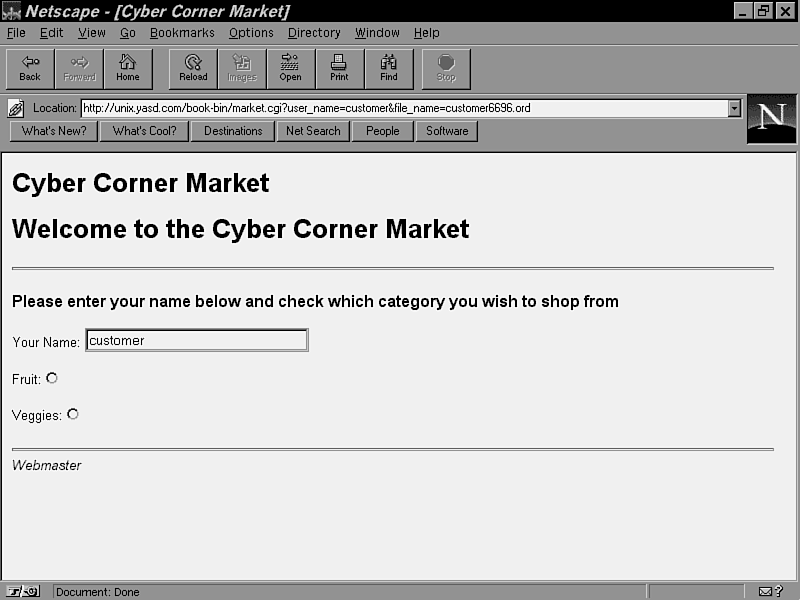 Netscape - [Cyber Corner Market]
File Edit View Go Bookmarks Options Directory Window Help
Back Forward Home Reload Images Open Print Find Stop
Location: http://unix.yasd.com/book-bin/market.cgi?user_name=customer&file_name=customer6696.ord
N
What's New? What's Cool? Destinations Net Search People Software
Cyber Corner Market
Welcome to the Cyber Corner Market
Please enter your name below and check which category you wish to shop from
Your Name: customer
Fruit:
Veggies:
Webmaster
Document: Done
?